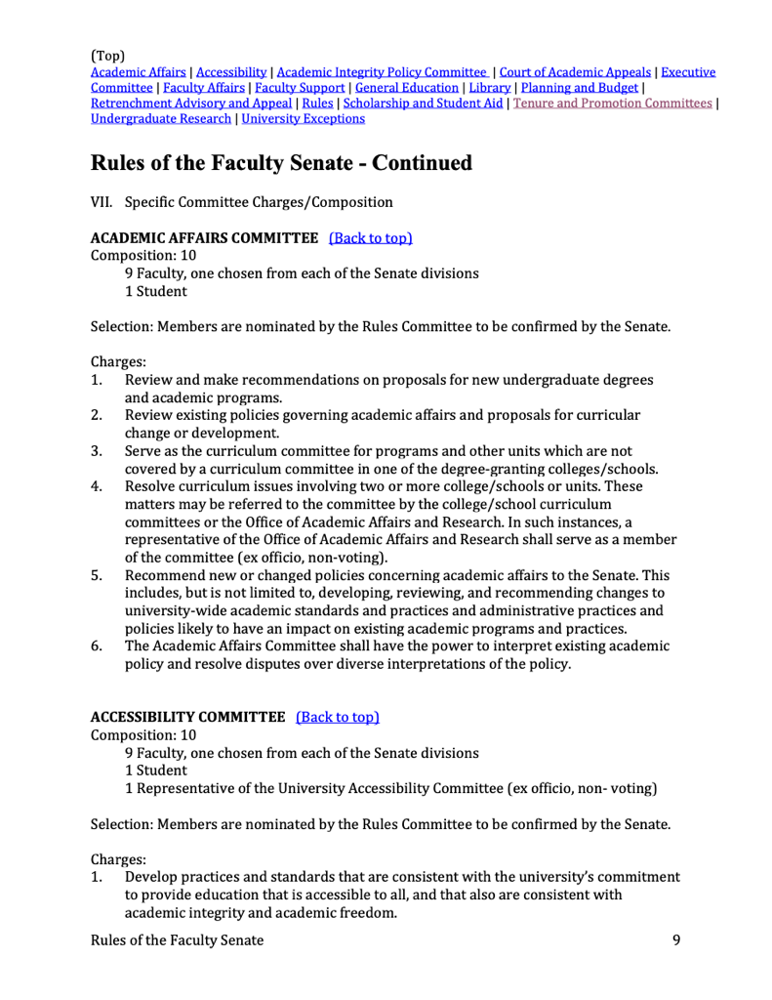 (Top)
Academic Affairs | Accessibility | Academic Integrity Policy Committee | Court of Academic Appeals | Executive
Committee | Faculty Affairs | Faculty Support | General Education | Library | Planning and Budget |
Retrenchment Advisory and Appeal | Rules | Scholarship and Student Aid | Tenure and Promotion Committees |
Undergraduate Research | University Exceptions
Rules of the Faculty Senate - Continued
VII. Specific Committee Charges/Composition
ACADEMIC AFFAIRS COMMITTEE (Back to top)
Composition: 10
9 Faculty, one chosen from each of the Senate divisions
1 Student
Selection: Members are nominated by the Rules Committee to be confirmed by the Senate.
Charges:
1. Review and make recommendations on proposals for new undergraduate degrees
and academic programs.
2. Review existing policies governing academic affairs and proposals for curricular
change or development.
3. Serve as the curriculum committee for programs and other units which are not
covered by a curriculum committee in one of the degree-granting colleges/schools.
4. Resolve curriculum issues involving two or more college/schools or units. These
matters may be referred to the committee by the college/school curriculum
committees or the Office of Academic Affairs and Research. In such instances, a
representative of the Office of Academic Affairs and Research shall serve as a member
of the committee (ex officio, non-voting).
5. Recommend new or changed policies concerning academic affairs to the Senate. This
includes, but is not limited to, developing, reviewing, and recommending changes to
university-wide academic standards and practices and administrative practices and
policies likely to have an impact on existing academic programs and practices.
6. The Academic Affairs Committee shall have the power to interpret existing academic
policy and resolve disputes over diverse interpretations of the policy.
ACCESSIBILITY COMMITTEE (Back to top)
Composition: 10
9 Faculty, one chosen from each of the Senate divisions
1 Student
1 Representative of the University Accessibility Committee (ex officio, non- voting)
Selection: Members are nominated by the Rules Committee to be confirmed by the Senate.
Charges:
1. Develop practices and standards that are consistent with the university’s commitment
to provide education that is accessible to all, and that also are consistent with
academic integrity and academic freedom.
Rules of the Faculty Senate 9